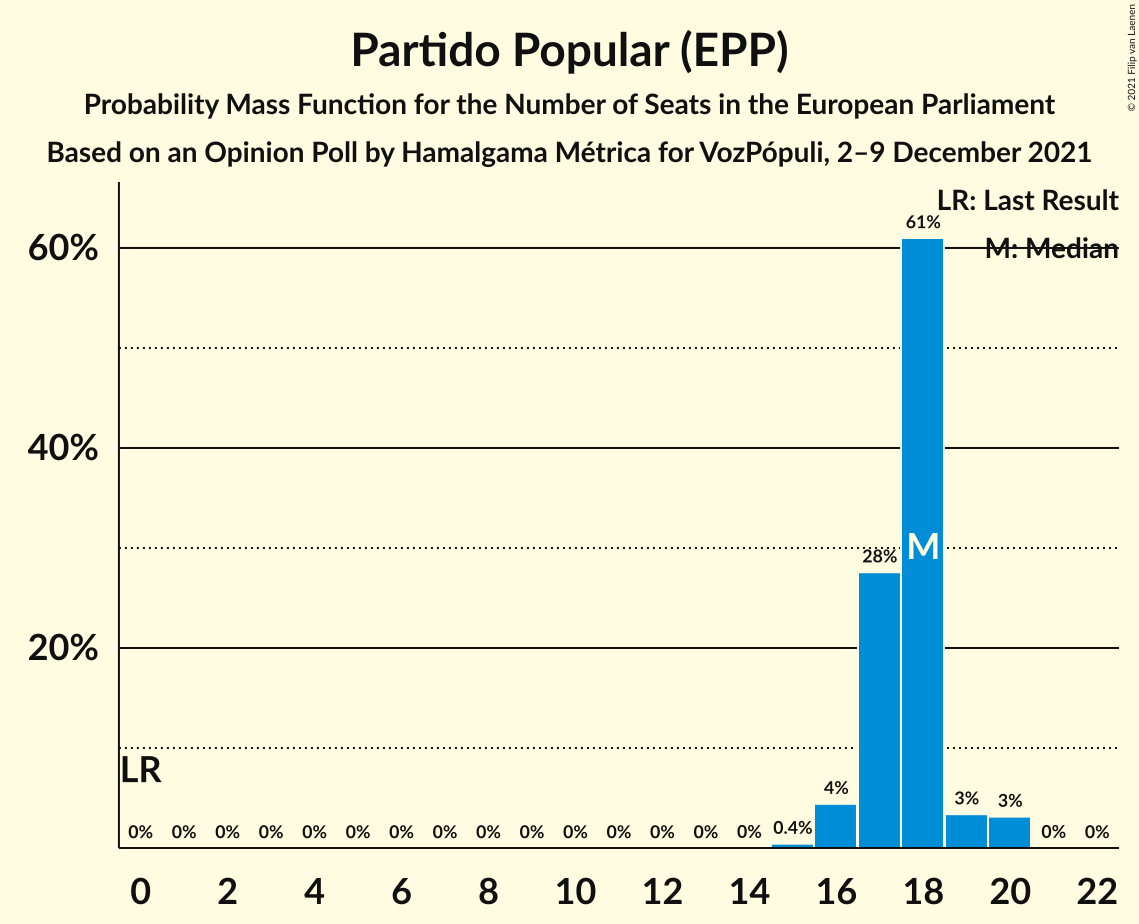 Partido Popular (EPP)
Probability Mass Function for the Number of Seats in the European Parliament
Based on an Opinion Poll by Hamalgama Métrica for VozPópuli, 2–9 December 2021
© 2021 Filip van Laenen
LR: Last Result
M: Median
60%
40%
20%
LR
61%
M
28%
0% 0% 0% 0% 0% 0% 0% 0% 0% 0% 0% 0% 0% 0% 0% 0.4% 4% 3% 3% 0% 0%
0 2 4 6 8 10 12 14 16 18 20 22